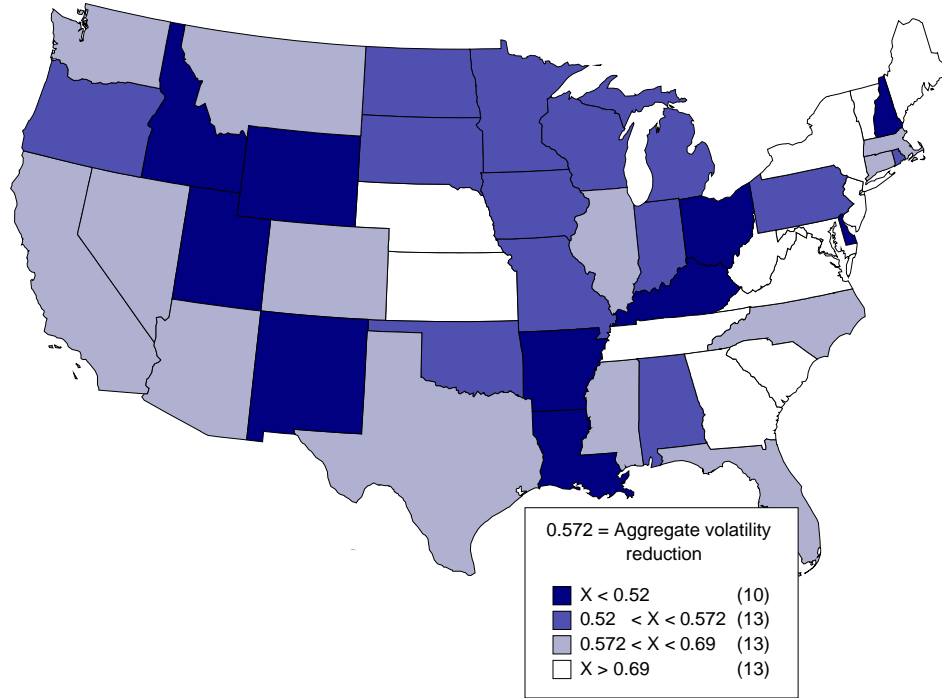 0.572 = Aggregate volatility
reduction
X < 0.52 (10)
0.52 < X < 0.572 (13)
0.572 < X < 0.69 (13)
X > 0.69 (13)